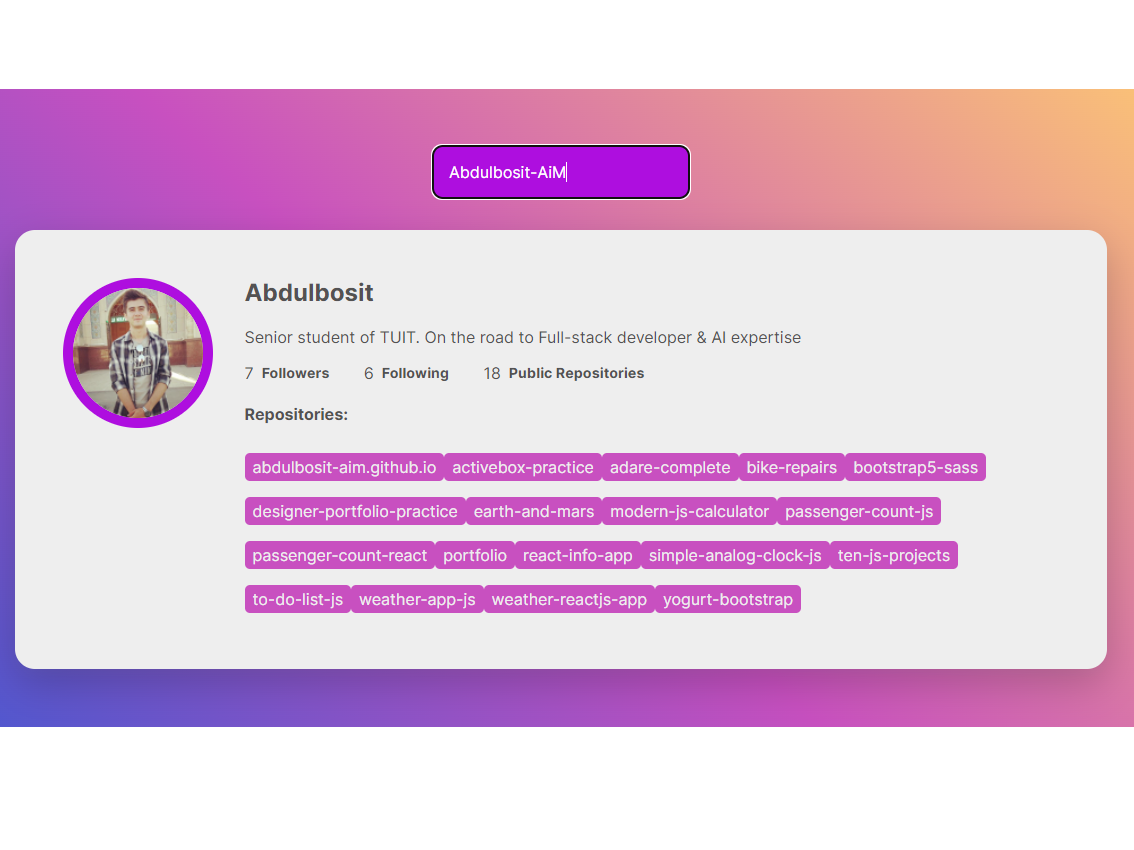 Abdulbosit-AiM
Abdulbosit
Senior student of TUIT. On the road to Full-stack developer & AI expertise
7 Followers 6 Following 18 Public Repositories
Repositories:
abdulbosit-aim.github.io activebox-practice adare-complete bike-repairs bootstrap5-sass
designer-portfolio-practice earth-and-mars modern-js-calculator passenger-count-js
passenger-count-react portfolio react-info-app simple-analog-clock-js ten-js-projects
to-do-list-js weather-app-js weather-reactjs-app yogurt-bootstrap